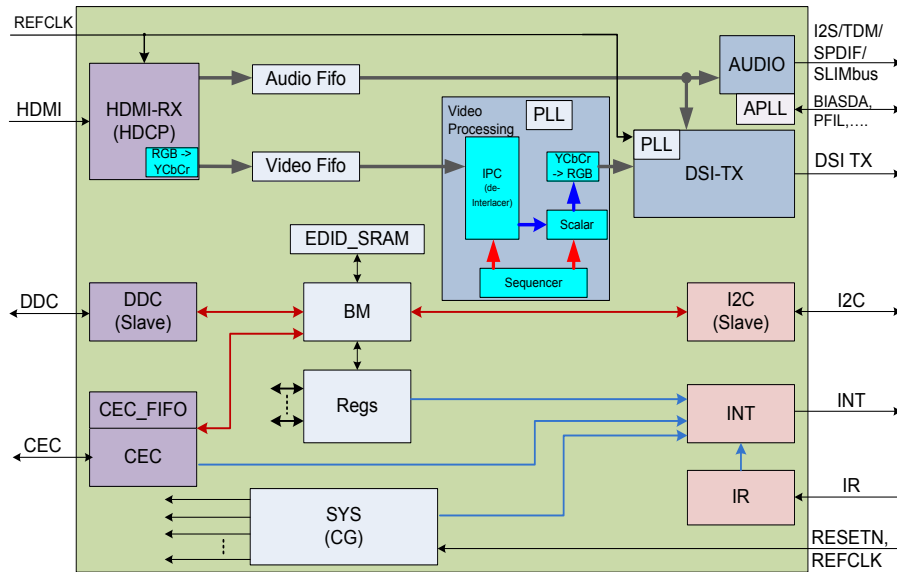 REFCLK
I2S/TDM/
SPDIF/
SLIMbus
AUDIO
APLL
BIASDA,
PFIL,....
HDMI
HDMI-RX
(HDCP)
RGB ->
YCbCr
Audio Fifo
Video Fifo
Video
Processing
PLL
IPC
(de-
Interlacer)
YCbCr
-> RGB
Scalar
Sequencer
PLL
DSI-TX
DSI TX
EDID_SRAM
DDC
DDC
(Slave)
BM
I2C
(Slave)
I2C
Regs
CEC_FIFO
CEC
CEC
INT
INT
IR
IR
SYS
(CG)
RESETN,
REFCLK